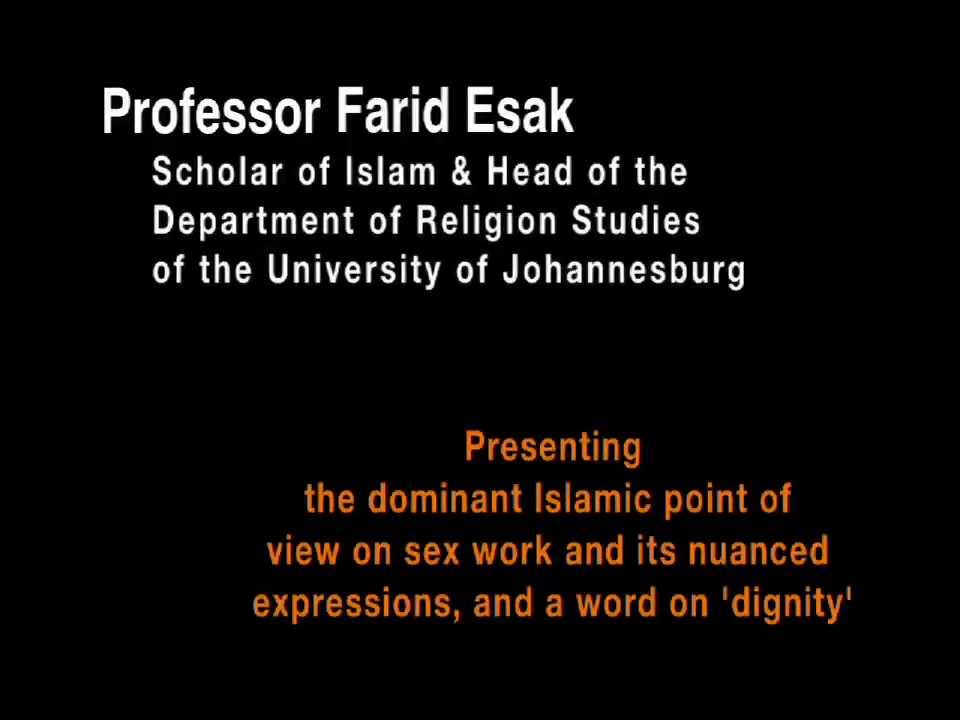 Professor Farid Esak
Scholar of Islam & Head of the
Department of Religion Studies
of the University of Johannesburg
Presenting
the dominant Islamic point of
view on sex work and its nuanced
expressions, and a word on 'dignity'